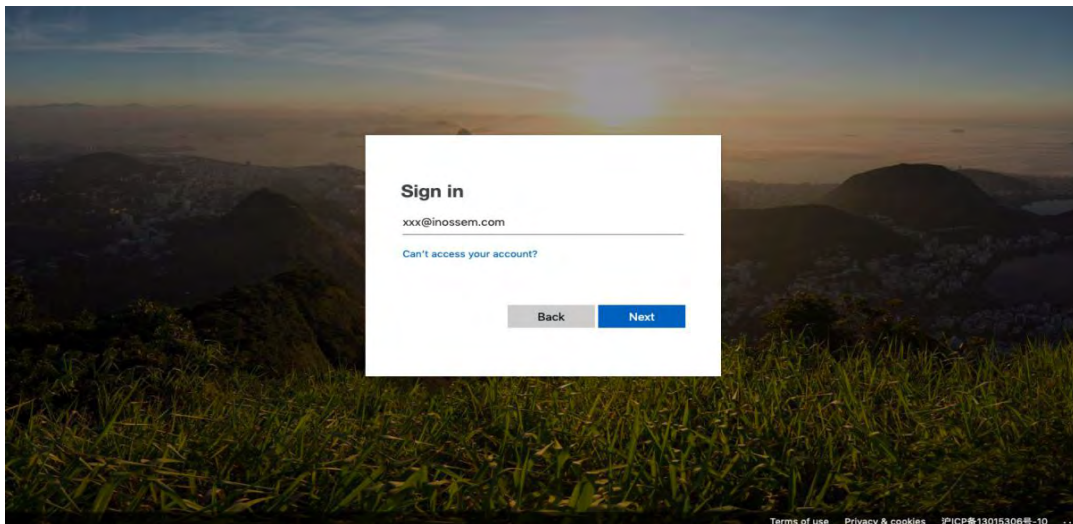 Sign in
xxx@inossem.com
Can't access your account?
Back Next
Terms of use Privacy & cookies 沪ICP备13015306号-10